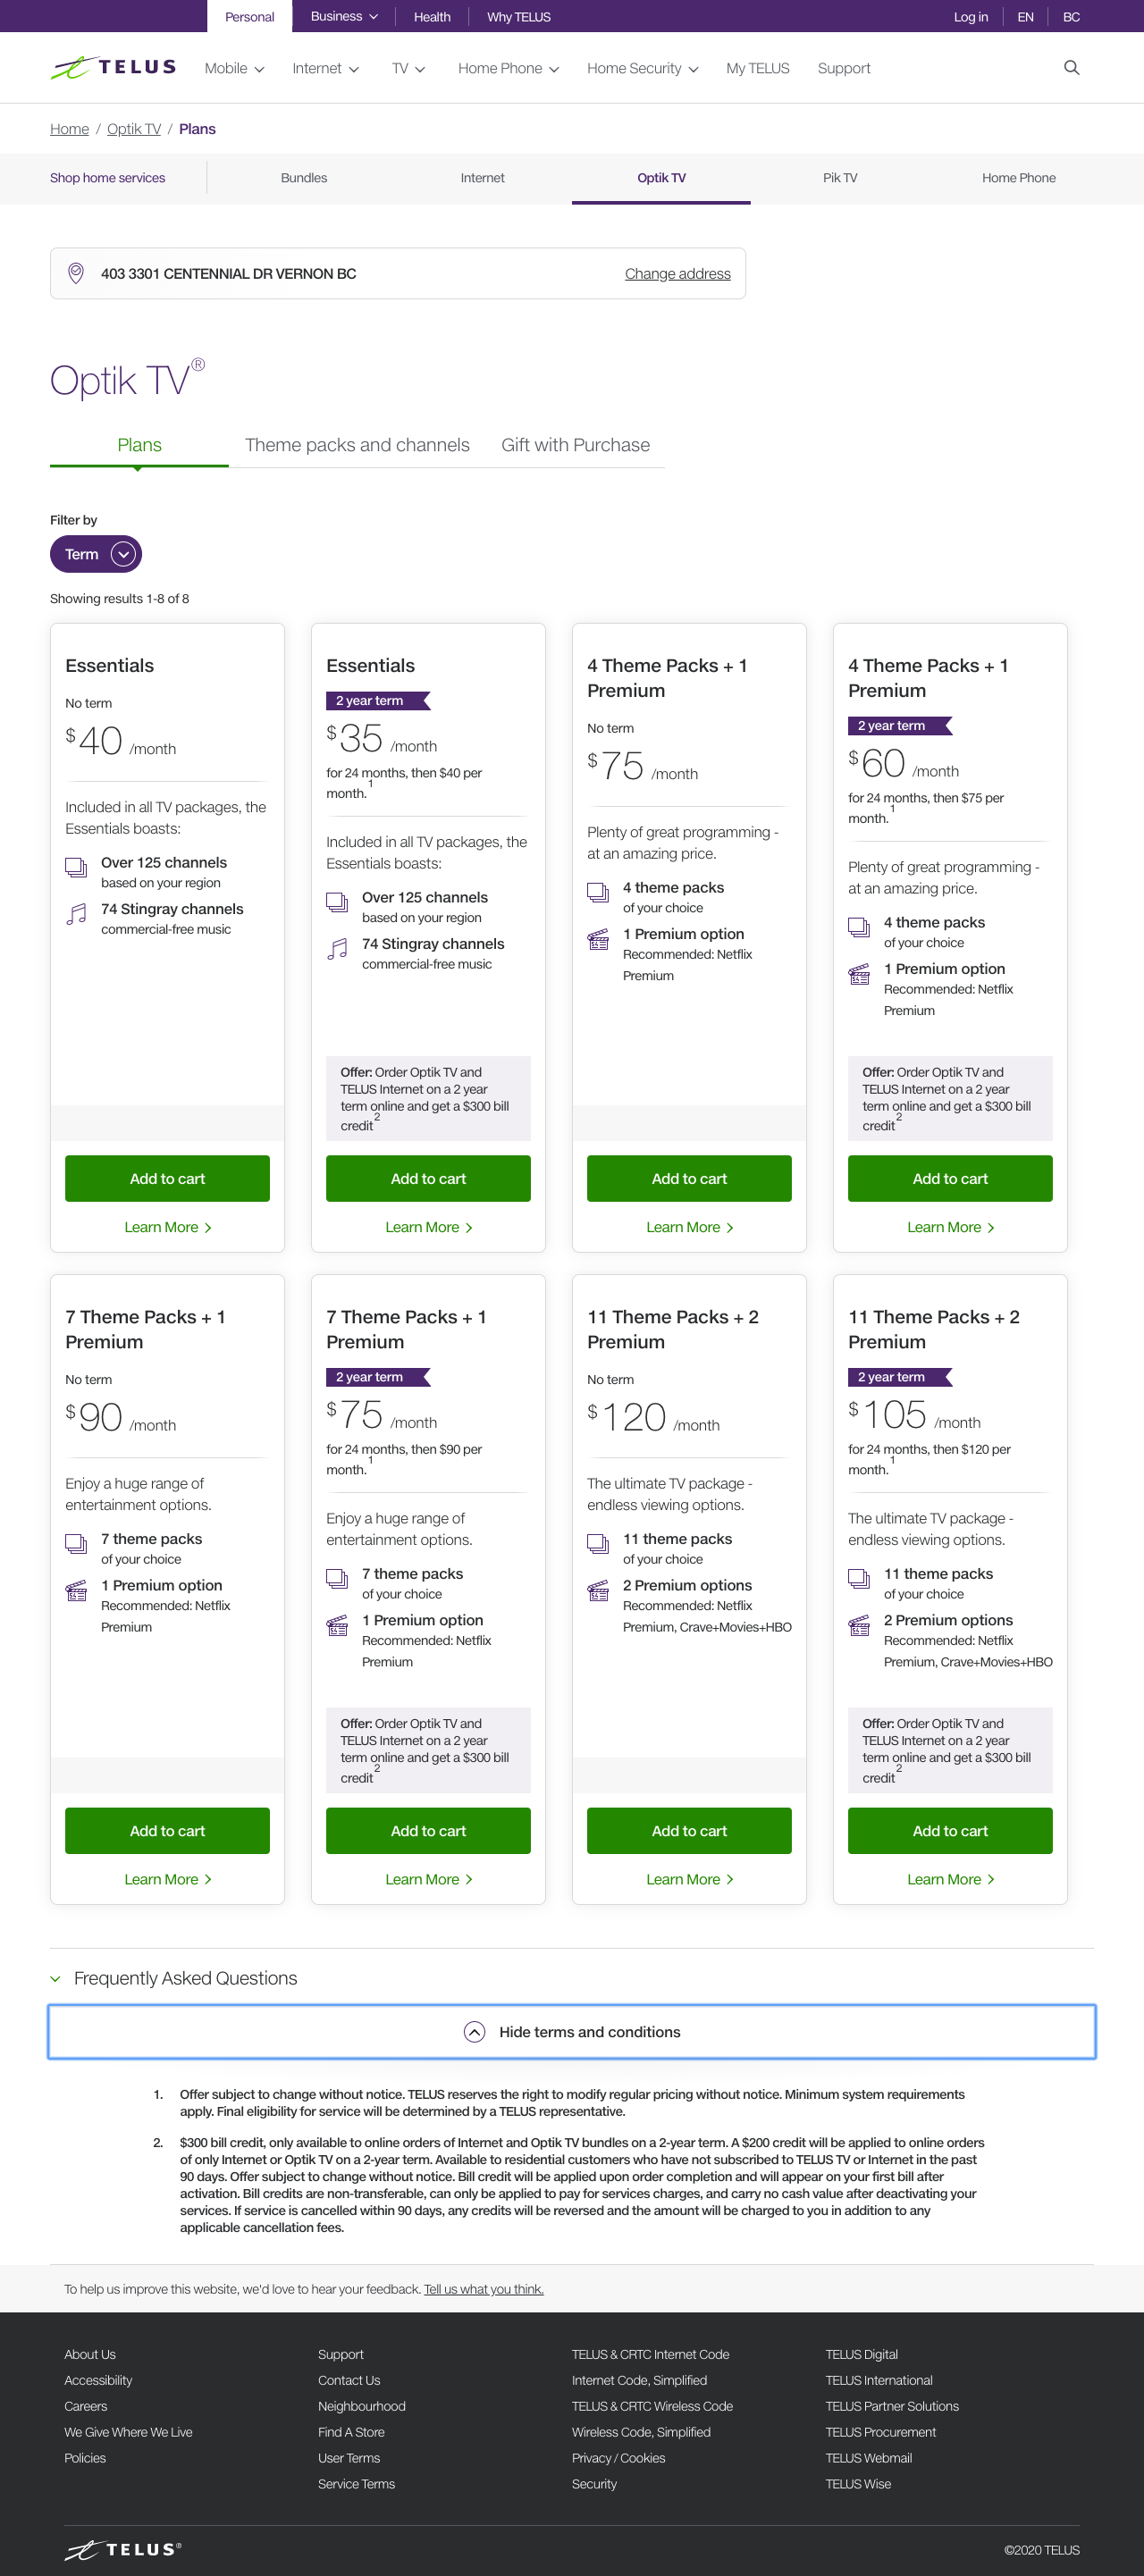 Personal Business Health Why TELUS Log in EN BC
TELUS Mobile Internet TV Home Phone Home Security My TELUS Support
Home / Optik TV / Plans
Shop home services Bundles Internet Optik TV Pik TV Home Phone
403 3301 CENTENNIAL DR VERNON BC Change address
Optik TV®
Plans Theme packs and channels Gift with Purchase
Filter by
Term
Showing results 1-8 of 8
Essentials
No term
$40 /month
Included in all TV packages, the
Essentials boasts:
Over 125 channels
based on your region
74 Stingray channels
commercial-free music
Add to cart
Learn More
Essentials
2 year term
$35 /month
for 24 months, then $40 per
month.1
Included in all TV packages, the
Essentials boasts:
Over 125 channels
based on your region
74 Stingray channels
commercial-free music
Offer: Order Optik TV and
TELUS Internet on a 2 year
term online and get a $300 bill
credit2
Add to cart
Learn More
4 Theme Packs + 1
Premium
No term
$75 /month
Plenty of great programming -
at an amazing price.
4 theme packs
of your choice
1 Premium option
Recommended: Netflix
Premium
Add to cart
Learn More
4 Theme Packs + 1
Premium
2 year term
$60 /month
for 24 months, then $75 per
month.1
Plenty of great programming -
at an amazing price.
4 theme packs
of your choice
1 Premium option
Recommended: Netflix
Premium
Offer: Order Optik TV and
TELUS Internet on a 2 year
term online and get a $300 bill
credit2
Add to cart
Learn More
7 Theme Packs + 1
Premium
No term
$90 /month
Enjoy a huge range of
entertainment options.
7 theme packs
of your choice
1 Premium option
Recommended: Netflix
Premium
Add to cart
Learn More
7 Theme Packs + 1
Premium
2 year term
$75 /month
for 24 months, then $90 per
month.1
Enjoy a huge range of
entertainment options.
7 theme packs
of your choice
1 Premium option
Recommended: Netflix
Premium
Offer: Order Optik TV and
TELUS Internet on a 2 year
term online and get a $300 bill
credit2
Add to cart
Learn More
11 Theme Packs + 2
Premium
No term
$120 /month
The ultimate TV package -
endless viewing options.
11 theme packs
of your choice
2 Premium options
Recommended: Netflix
Premium, Crave+Movies+HBO
Add to cart
Learn More
11 Theme Packs + 2
Premium
2 year term
$105 /month
for 24 months, then $120 per
month.1
The ultimate TV package -
endless viewing options.
11 theme packs
of your choice
2 Premium options
Recommended: Netflix
Premium, Crave+Movies+HBO
Offer: Order Optik TV and
TELUS Internet on a 2 year
term online and get a $300 bill
credit2
Add to cart
Learn More
Frequently Asked Questions
Hide terms and conditions
1. Offer subject to change without notice. TELUS reserves the right to modify regular pricing without notice. Minimum system requirements
apply. Final eligibility for service will be determined by a TELUS representative.
2. $300 bill credit, only available to online orders of Internet and Optik TV bundles on a 2-year term. A $200 credit will be applied to online orders
of only Internet or Optik TV on a 2-year term. Available to residential customers who have not subscribed to TELUS TV or Internet in the past
90 days. Offer subject to change without notice. Bill credit will be applied upon order completion and will appear on your first bill after
activation. Bill credits are non-transferable, can only be applied to pay for services charges, and carry no cash value after deactivating your
services. If service is cancelled within 90 days, any credits will be reversed and the amount will be charged to you in addition to any
applicable cancellation fees.
To help us improve this website, we'd love to hear your feedback. Tell us what you think.
About Us
Accessibility
Careers
We Give Where We Live
Policies
Support
Contact Us
Neighbourhood
Find A Store
User Terms
Service Terms
TELUS & CRTC Internet Code
Internet Code, Simplified
TELUS & CRTC Wireless Code
Wireless Code, Simplified
Privacy / Cookies
Security
TELUS Digital
TELUS International
TELUS Partner Solutions
TELUS Procurement
TELUS Webmail
TELUS Wise
TELUS® ©2020 TELUS